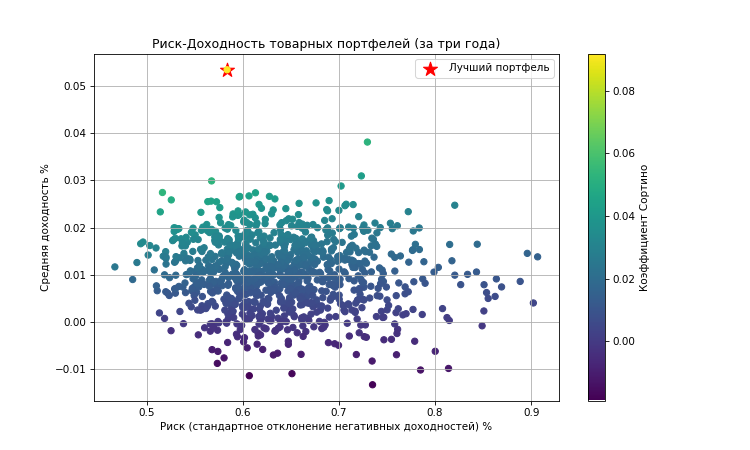 Риск-Доходность товарных портфелей (за три года)
Лучший портфель
Средняя доходность %
0.05
0.04
0.03
0.02
0.01
0.00
−0.01
0.5 0.6 0.7 0.8 0.9
Риск (стандартное отклонение негативных доходностей) %
0.08
0.06
0.04
0.02
0.00
Коэффициент Сортино